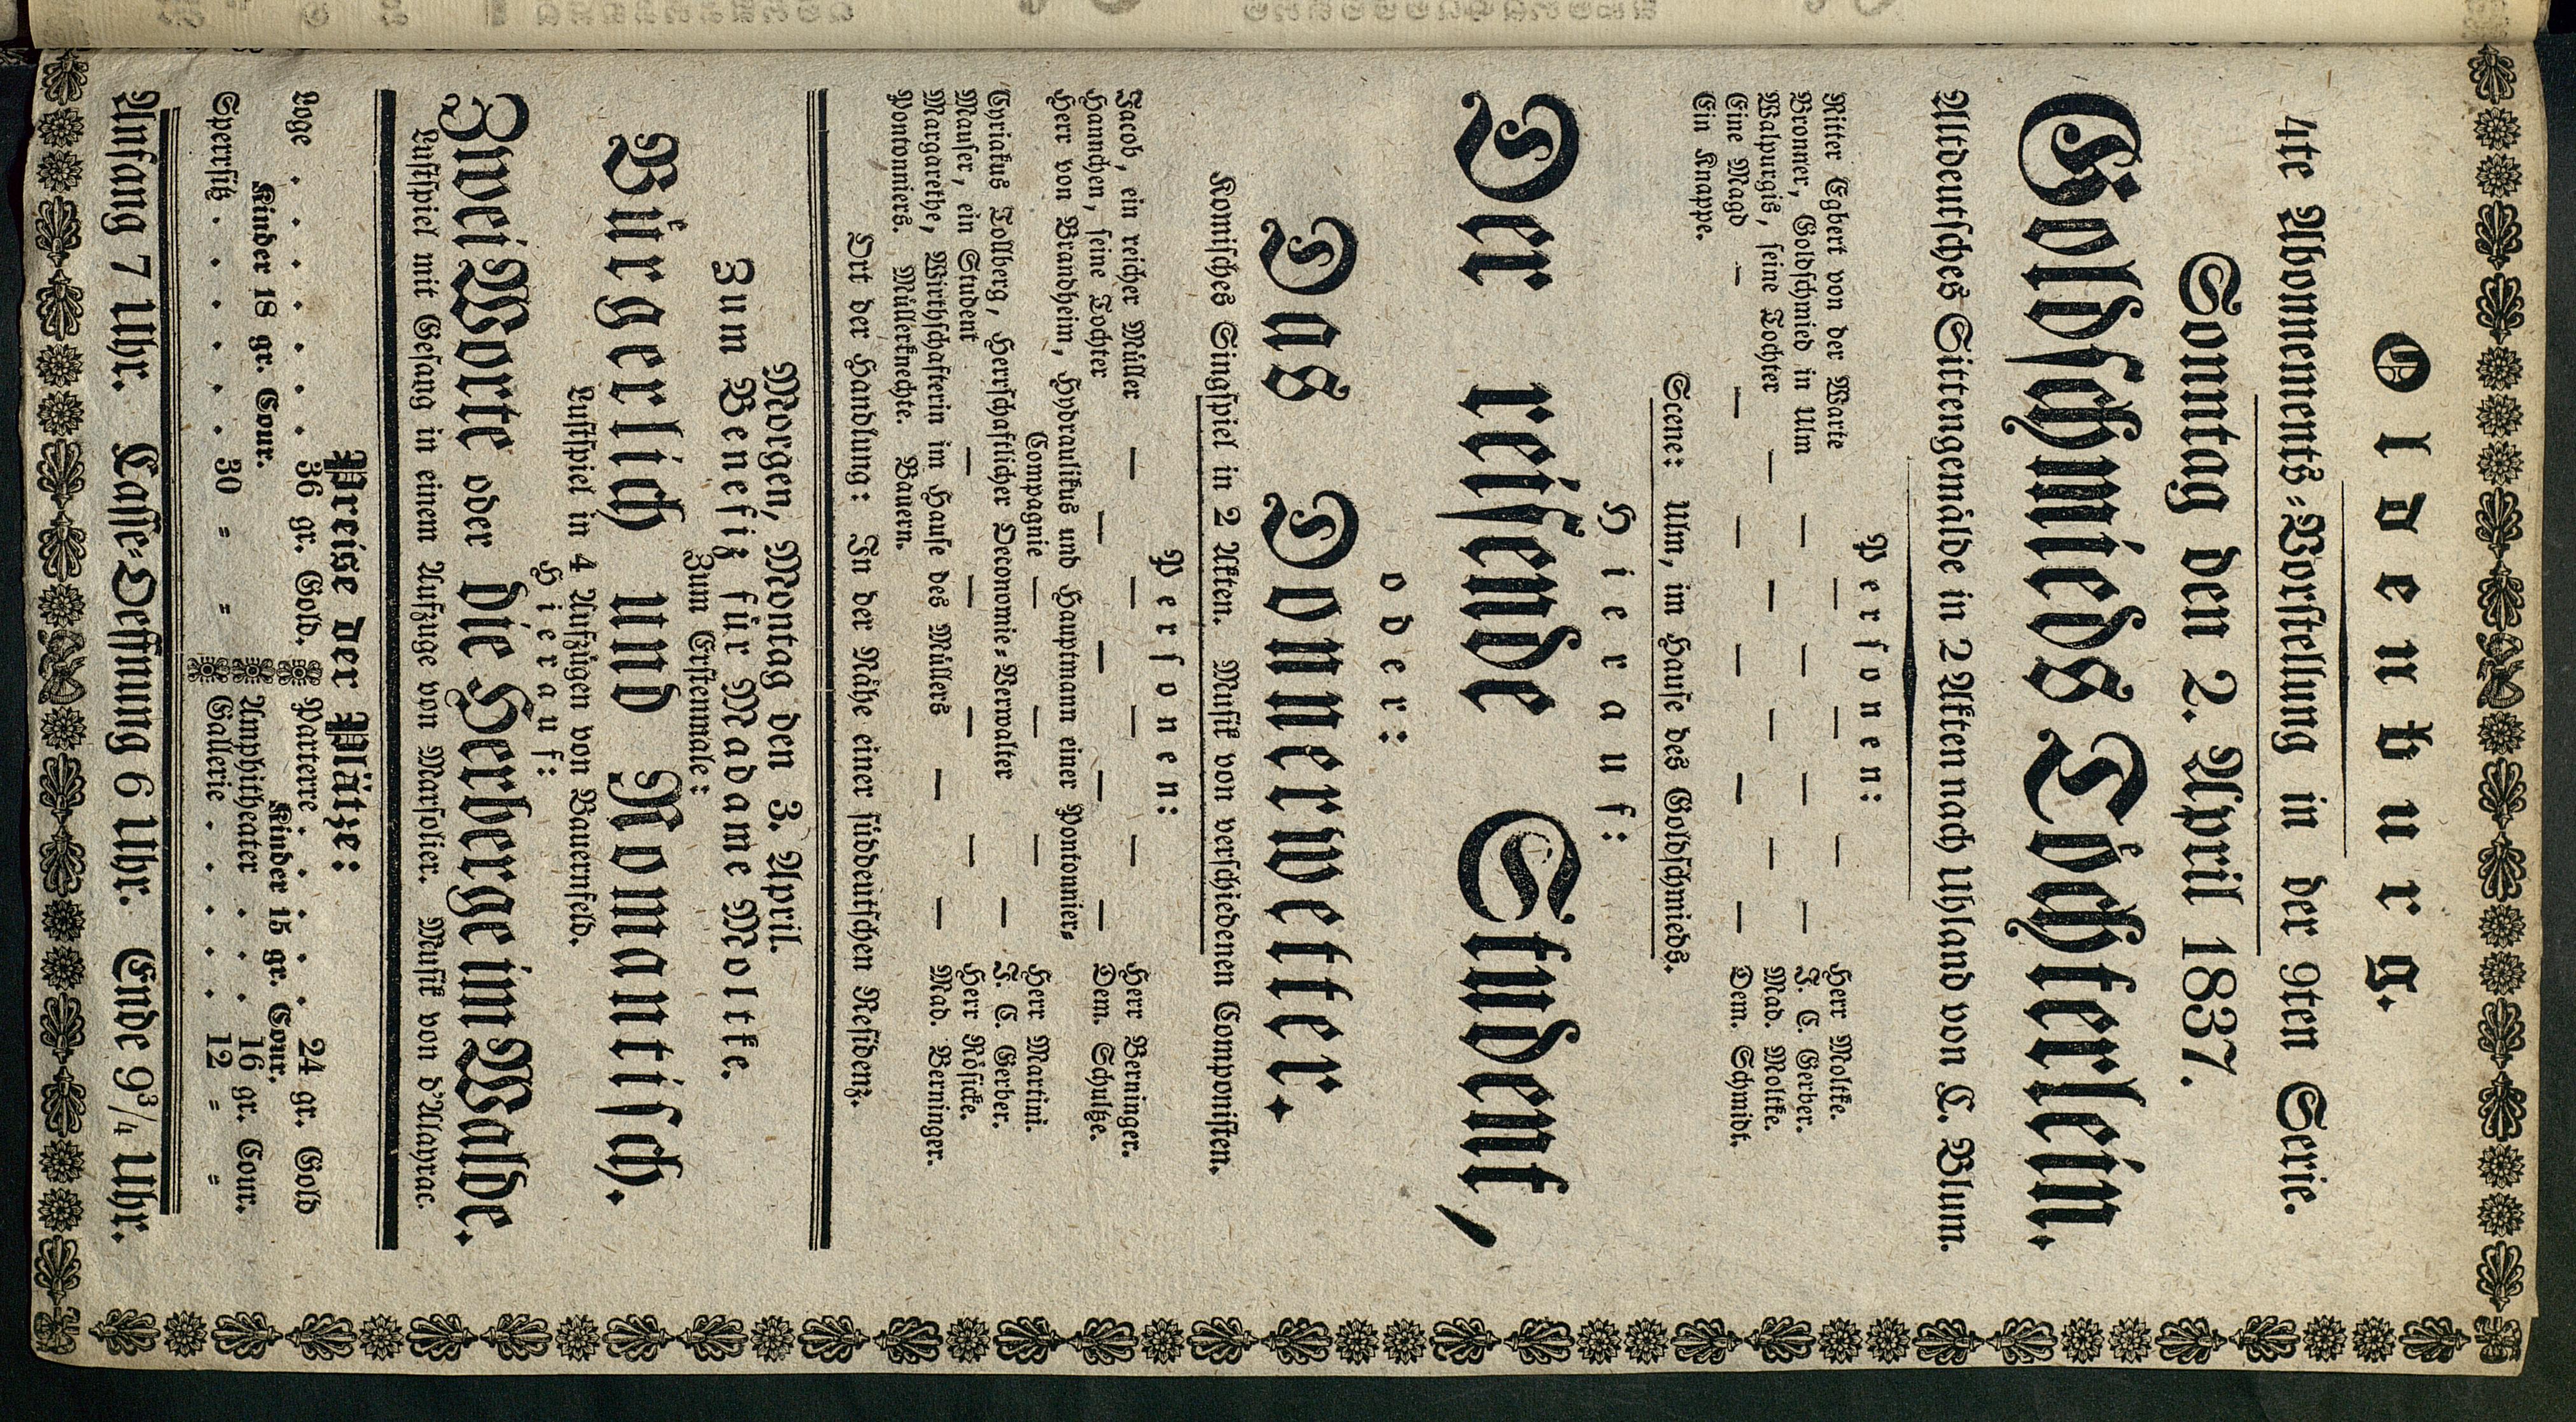 Oldenburg.
4te Abonnements-Vorstellung in der 9ten Serie.
Sonntag den 2. April 1837.
Goldschmieds Töchterlein.
Altdeutsches Sittengemälde in 2 Akten nach Uhland von C. Blum.
Personen:
Ritter Egbert von der Warte — — — Herr Moltke.
Bronner, Goldschmied in Ulm — — — — J. C. Gerber.
Walpurgis, seine Tochter — — — — — Mad. Moltke.
Eine Magd — — — — — — — Dem. Schmidt.
Ein Knappe.
Scene: Ulm, im Hause des Goldschmieds.
Hierauf:
Der reisende Student,
oder:
Das Donnerwetter.
Komisches Singspiel in 2 Akten. Musik von verschiedenen Componisten.
Personen:
Jacob, ein reicher Müller — — — — Herr Berninger.
Hannchen, seine Tochter — — — — Dem. Schultze.
Herr von Brandheim, Hydraulikus und Hauptmann einer Pontonnier-
Compagnie — — — Herr Martini.
Cyriakus Tollberg, Herrschaftlicher Oeconomie-Verwalter — J. C. Gerber.
Mauser, ein Student — — — — Herr Rösicke.
Margarethe, Wirthschafterin im Hause des Müllers — — Mad. Berninger.
Pontonniers. Müllerknechte. Bauern.
Ort der Handlung: In der Nähe einer süddeutschen Residenz.
Morgen, Montag den 3. April.
Zum Benefiz für Madame Moltke.
Zum Erstenmale:
Bürgerlich und Romantisch.
Lustspiel in 4 Aufzügen von Bauernfeld.
Hierauf:
Zwei Worte oder die Herberge im Walde.
Lustspiel mit Gesang in einem Aufzuge von Marsolier. Musik von d'Alayrac.
Preise der Plätze:
Loge . . . . . . . 36 gr. Gold.
Kinder 18 gr. Cour.
Sperrsitz . . . . . . 30 = =
Parterre . . . . 24 gr. Gold
Kinder 15 gr. Cour.
Amphitheater . . . 16 gr. Cour.
Gallerie . . . . 12 = =
Anfang 7 Uhr. Casse-Oeffnung 6 Uhr. Ende 9 3/4 Uhr.